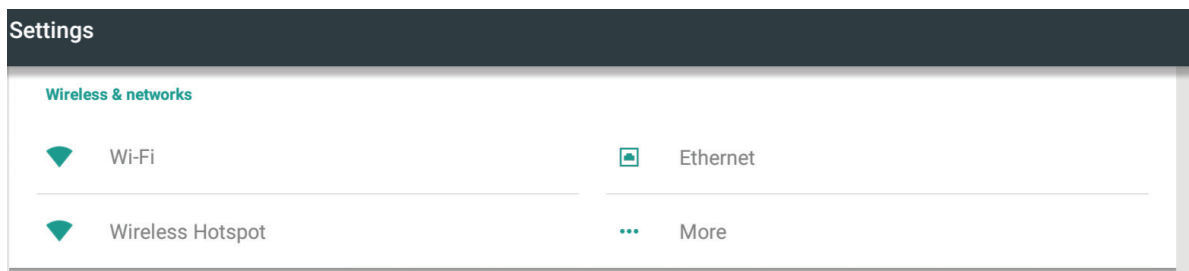 Settings
Wireless & networks
Wi-Fi
Ethernet
Wireless Hotspot
More